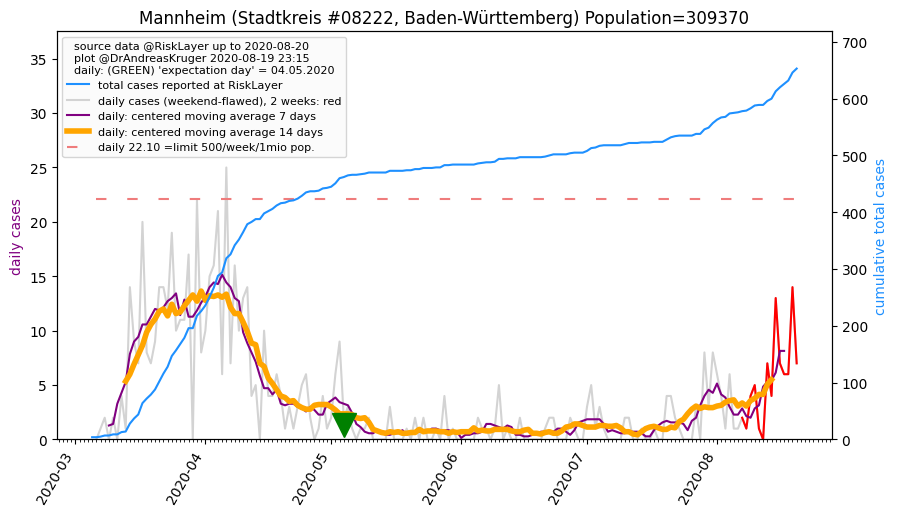 Mannheim (Stadtkreis #08222, Baden-Württemberg) Population=309370
source data @RiskLayer up to 2020-08-20
plot @DrAndreasKruger 2020-08-19 23:15
daily: (GREEN) 'expectation day' = 04.05.2020
total cases reported at RiskLayer
daily cases (weekend-flawed), 2 weeks: red
daily: centered moving average 7 days
daily: centered moving average 14 days
daily 22.10 =limit 500/week/1mio pop.
daily cases
35
30
25
20
15
10
5
0
700
600
500
400
300
200
100
0
cumulative total cases
2020-03
2020-04
2020-05
2020-06
2020-07
2020-08